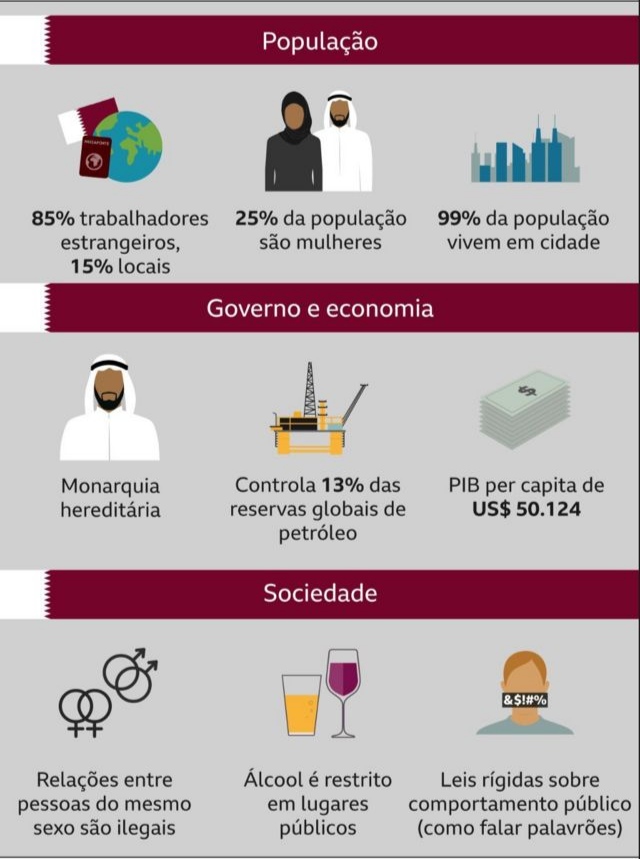 População
85% trabalhadores
estrangeiros,
15% locais
25% da população
são mulheres
99% da população
vivem em cidade
Governo e economia
Monarquia
hereditária
Controla 13% das
reservas globais de
petróleo
PIB per capita de
US$ 50.124
Sociedade
&$!#%
Relações entre
pessoas do mesmo
sexo são ilegais
Álcool é restrito
em lugares
públicos
Leis rígidas sobre
comportamento público
(como falar palavrões)